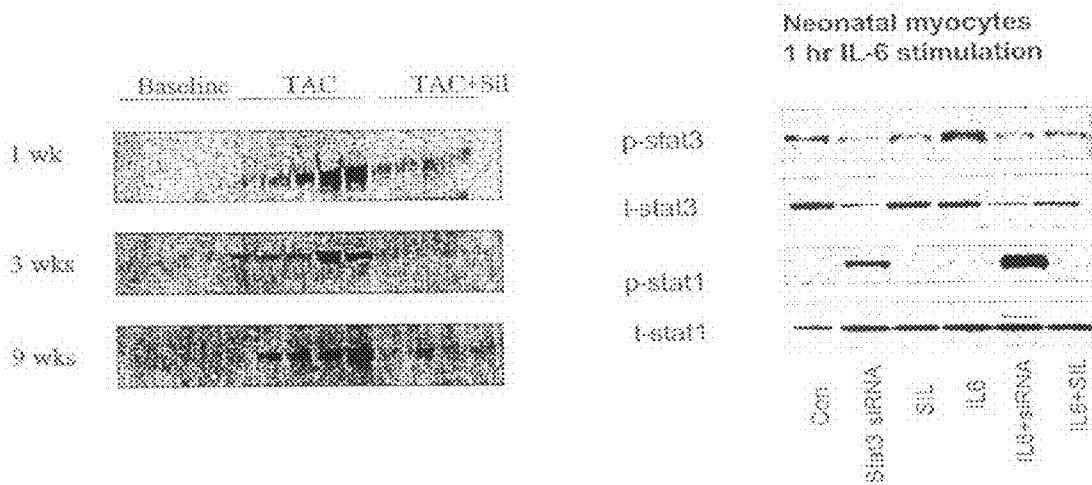 Neonatal myocytes
1 hr IL-6 stimulation
Baseline TAC TAC+Sil
1 wk
3 wks
9 wks
p-stat3
t-stat3
p-stat1
t-stat1
Con
Stat3 siRNA
SIL
IL6
IL6+siRNA
IL6+SIL